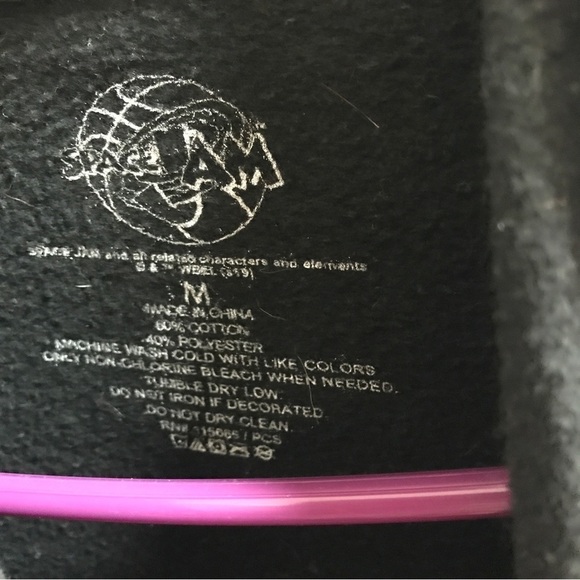 SPACE JAM
SPACE JAM and all related characters and elements
© & ™ WBEI. (s19)
M
MADE IN CHINA
60% COTTON
40% POLYESTER
MACHINE WASH COLD WITH LIKE COLORS
ONLY NON-CHLORINE BLEACH WHEN NEEDED.
TUMBLE DRY LOW.
DO NOT IRON IF DECORATED.
DO NOT DRY CLEAN.
RN# / PCS